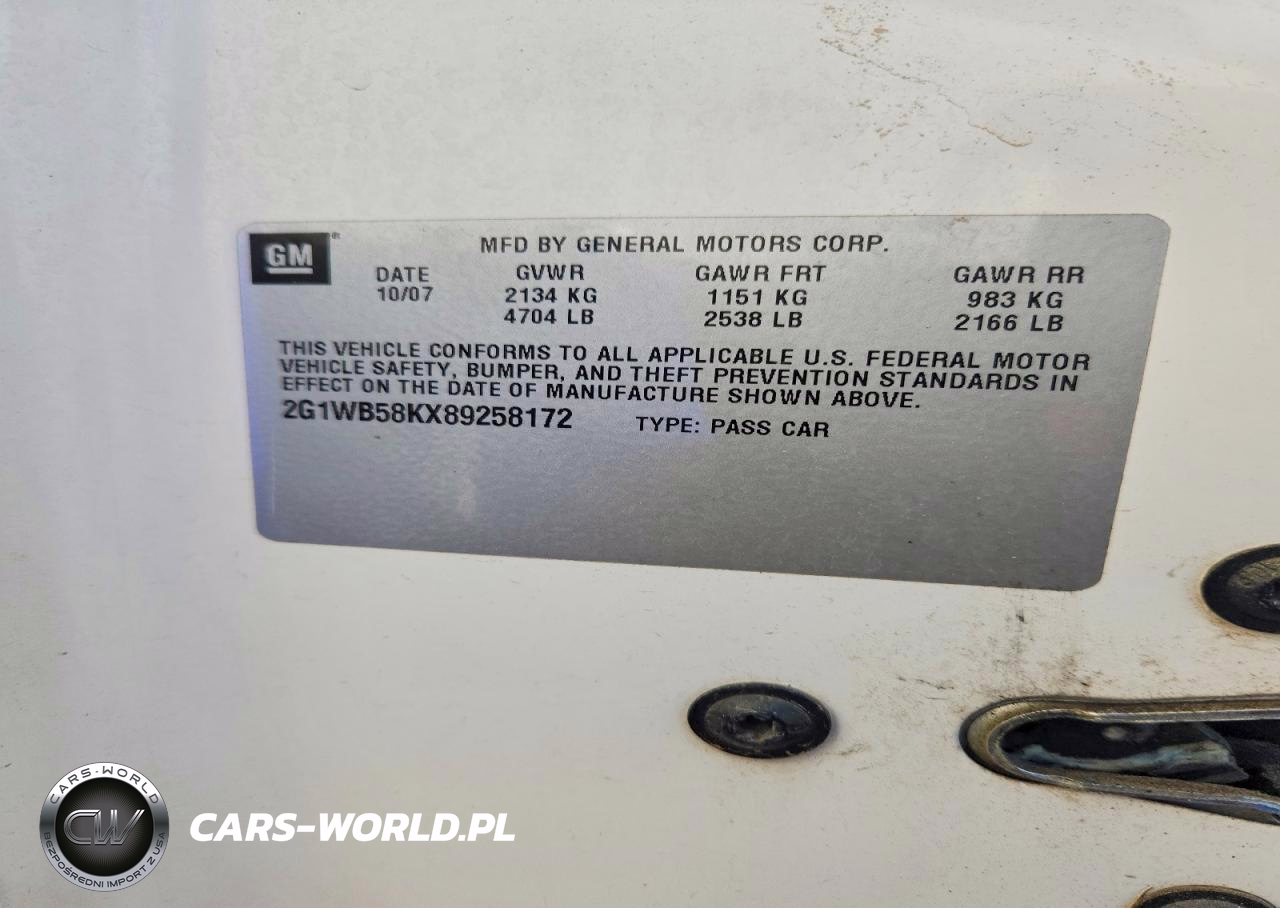 GM
MFD BY GENERAL MOTORS CORP.
DATE GVWR GAWR FRT GAWR RR
10/07 2134 KG 1151 KG 983 KG
4704 LB 2538 LB 2166 LB
THIS VEHICLE CONFORMS TO ALL APPLICABLE U.S. FEDERAL MOTOR
VEHICLE SAFETY, BUMPER, AND THEFT PREVENTION STANDARDS IN
EFFECT ON THE DATE OF MANUFACTURE SHOWN ABOVE.
2G1WB58KX89258172 TYPE: PASS CAR
CARS-WORLD
CW
BEZPOŚREDNI IMPORT Z USA
CARS-WORLD.PL